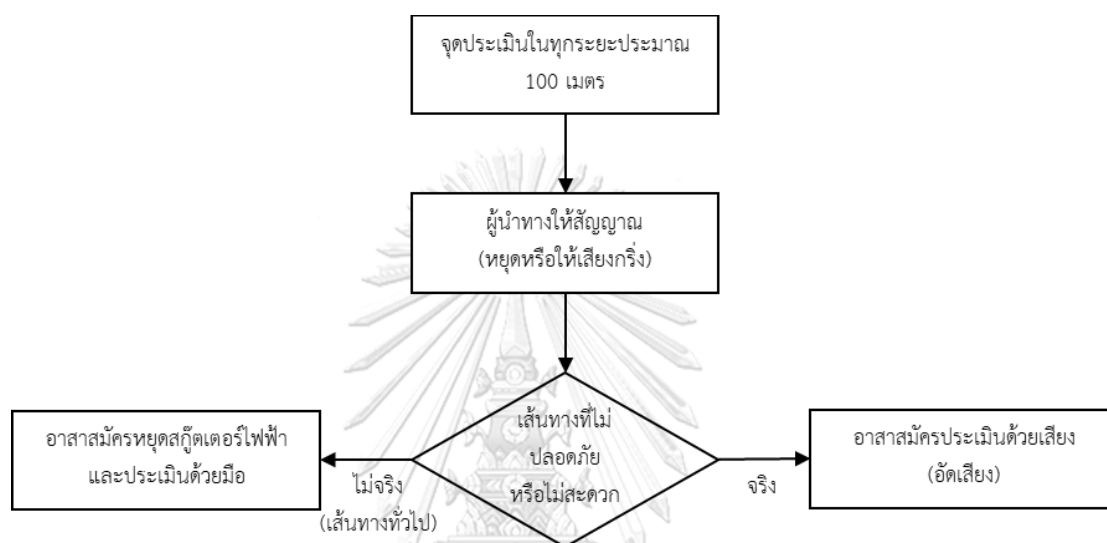 จุดประเมินในทุกระยะประมาณ
100 เมตร
ผู้นำทางให้สัญญาณ
(หยุดหรือให้เสียงกริ่ง)
เส้นทางที่ไม่
ปลอดภัย
หรือไม่สะดวก
อาสาสมัครหยุดสกู๊ตเตอร์ไฟฟ้า
และประเมินด้วยมือ
ไม่จริง
(เส้นทางทั่วไป)
จริง
อาสาสมัครประเมินด้วยเสียง
(อัดเสียง)